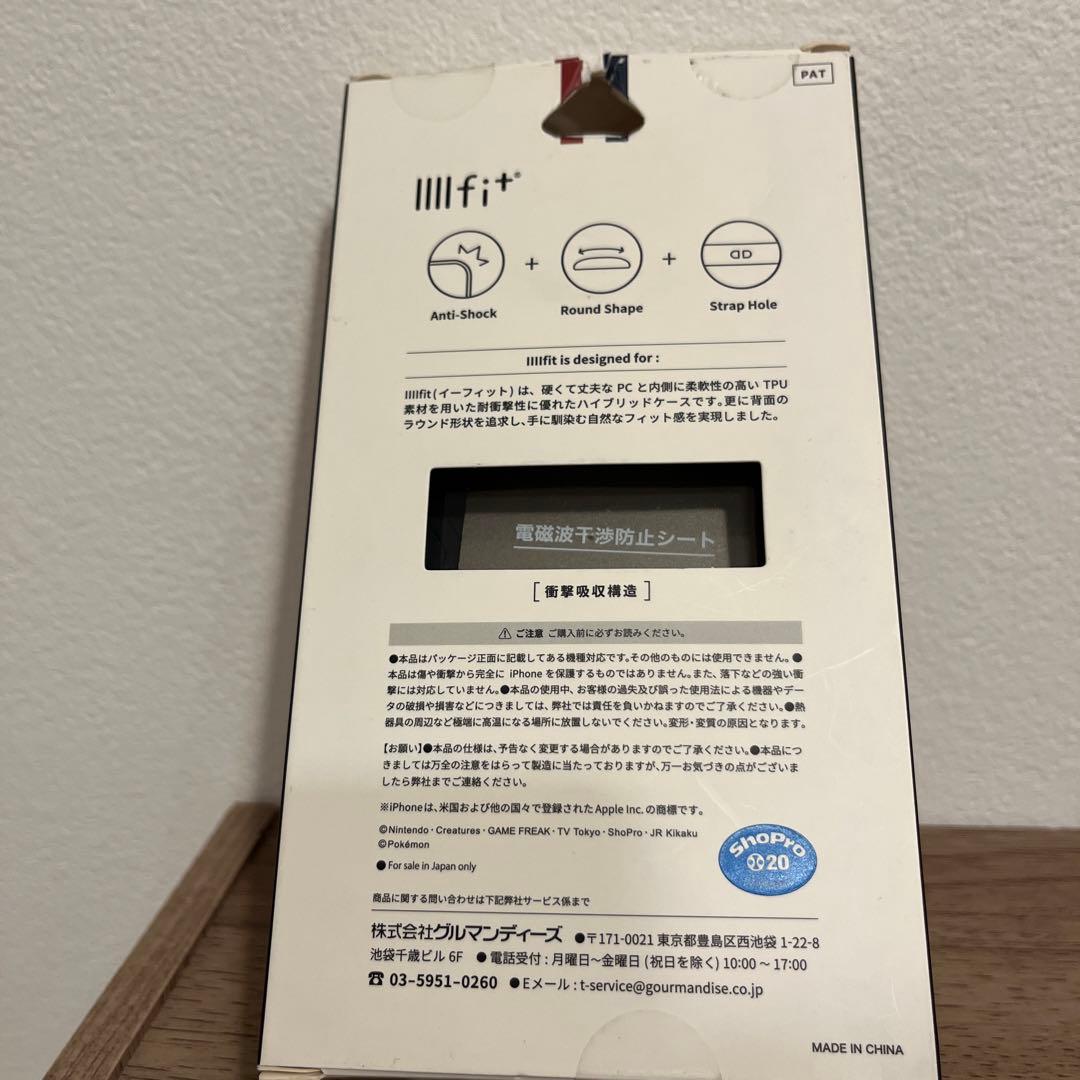 PAT
IIIIfi+®
Anti-Shock + Round Shape + Strap Hole
IIIIfit is designed for :
IIIIfit(イーフィット)は、硬くて丈夫な PC と内側に柔軟性の高い TPU
素材を用いた耐衝撃性に優れたハイブリッドケースです。更に背面の
ラウンド形状を追求し、手に馴染む自然なフィット感を実現しました。
電磁波干渉防止シート
[ 衝撃吸収構造 ]
⚠ ご注意 ご購入前に必ずお読みください。
●本品はパッケージ正面に記載してある機種対応です。その他のものには使用できません。●
本品は傷や衝撃から完全に iPhone を保護するものではありません。また、落下などの強い衝
撃には対応していません。●本品の使用中、お客様の過失及び誤った使用法による機器やデー
タの破損や損害などにつきましては、弊社では責任を負いかねますのでご了承ください。●熱
器具の周辺など極端に高温になる場所に放置しないでください。変形・変質の原因となります。
【お願い】●本品の仕様は、予告なく変更する場合がありますのでご了承ください。●本品につ
きましては万全の注意をはらって製造に当たっておりますが、万一お気づきの点がございま
したら弊社までご連絡ください。
※iPhoneは、米国および他の国々で登録された Apple Inc. の商標です。
©Nintendo・Creatures・GAME FREAK・TV Tokyo・ShoPro・JR Kikaku
©Pokémon
● For sale in Japan only
ShoPro
20
商品に関する問い合わせは下記弊社サービス係まで
株式会社グルマンディーズ ●〒171-0021 東京都豊島区西池袋 1-22-8
池袋千歳ビル 6F ● 電話受付 : 月曜日〜金曜日 (祝日を除く) 10:00 〜 17:00
☎ 03-5951-0260 ●Eメール : t-service@gourmandise.co.jp
MADE IN CHINA